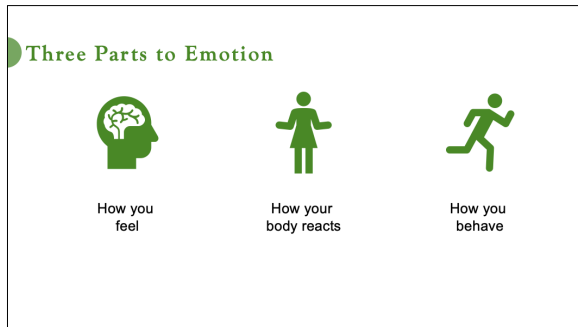 Three Parts to Emotion
How you
feel
How your
body reacts
How you
behave